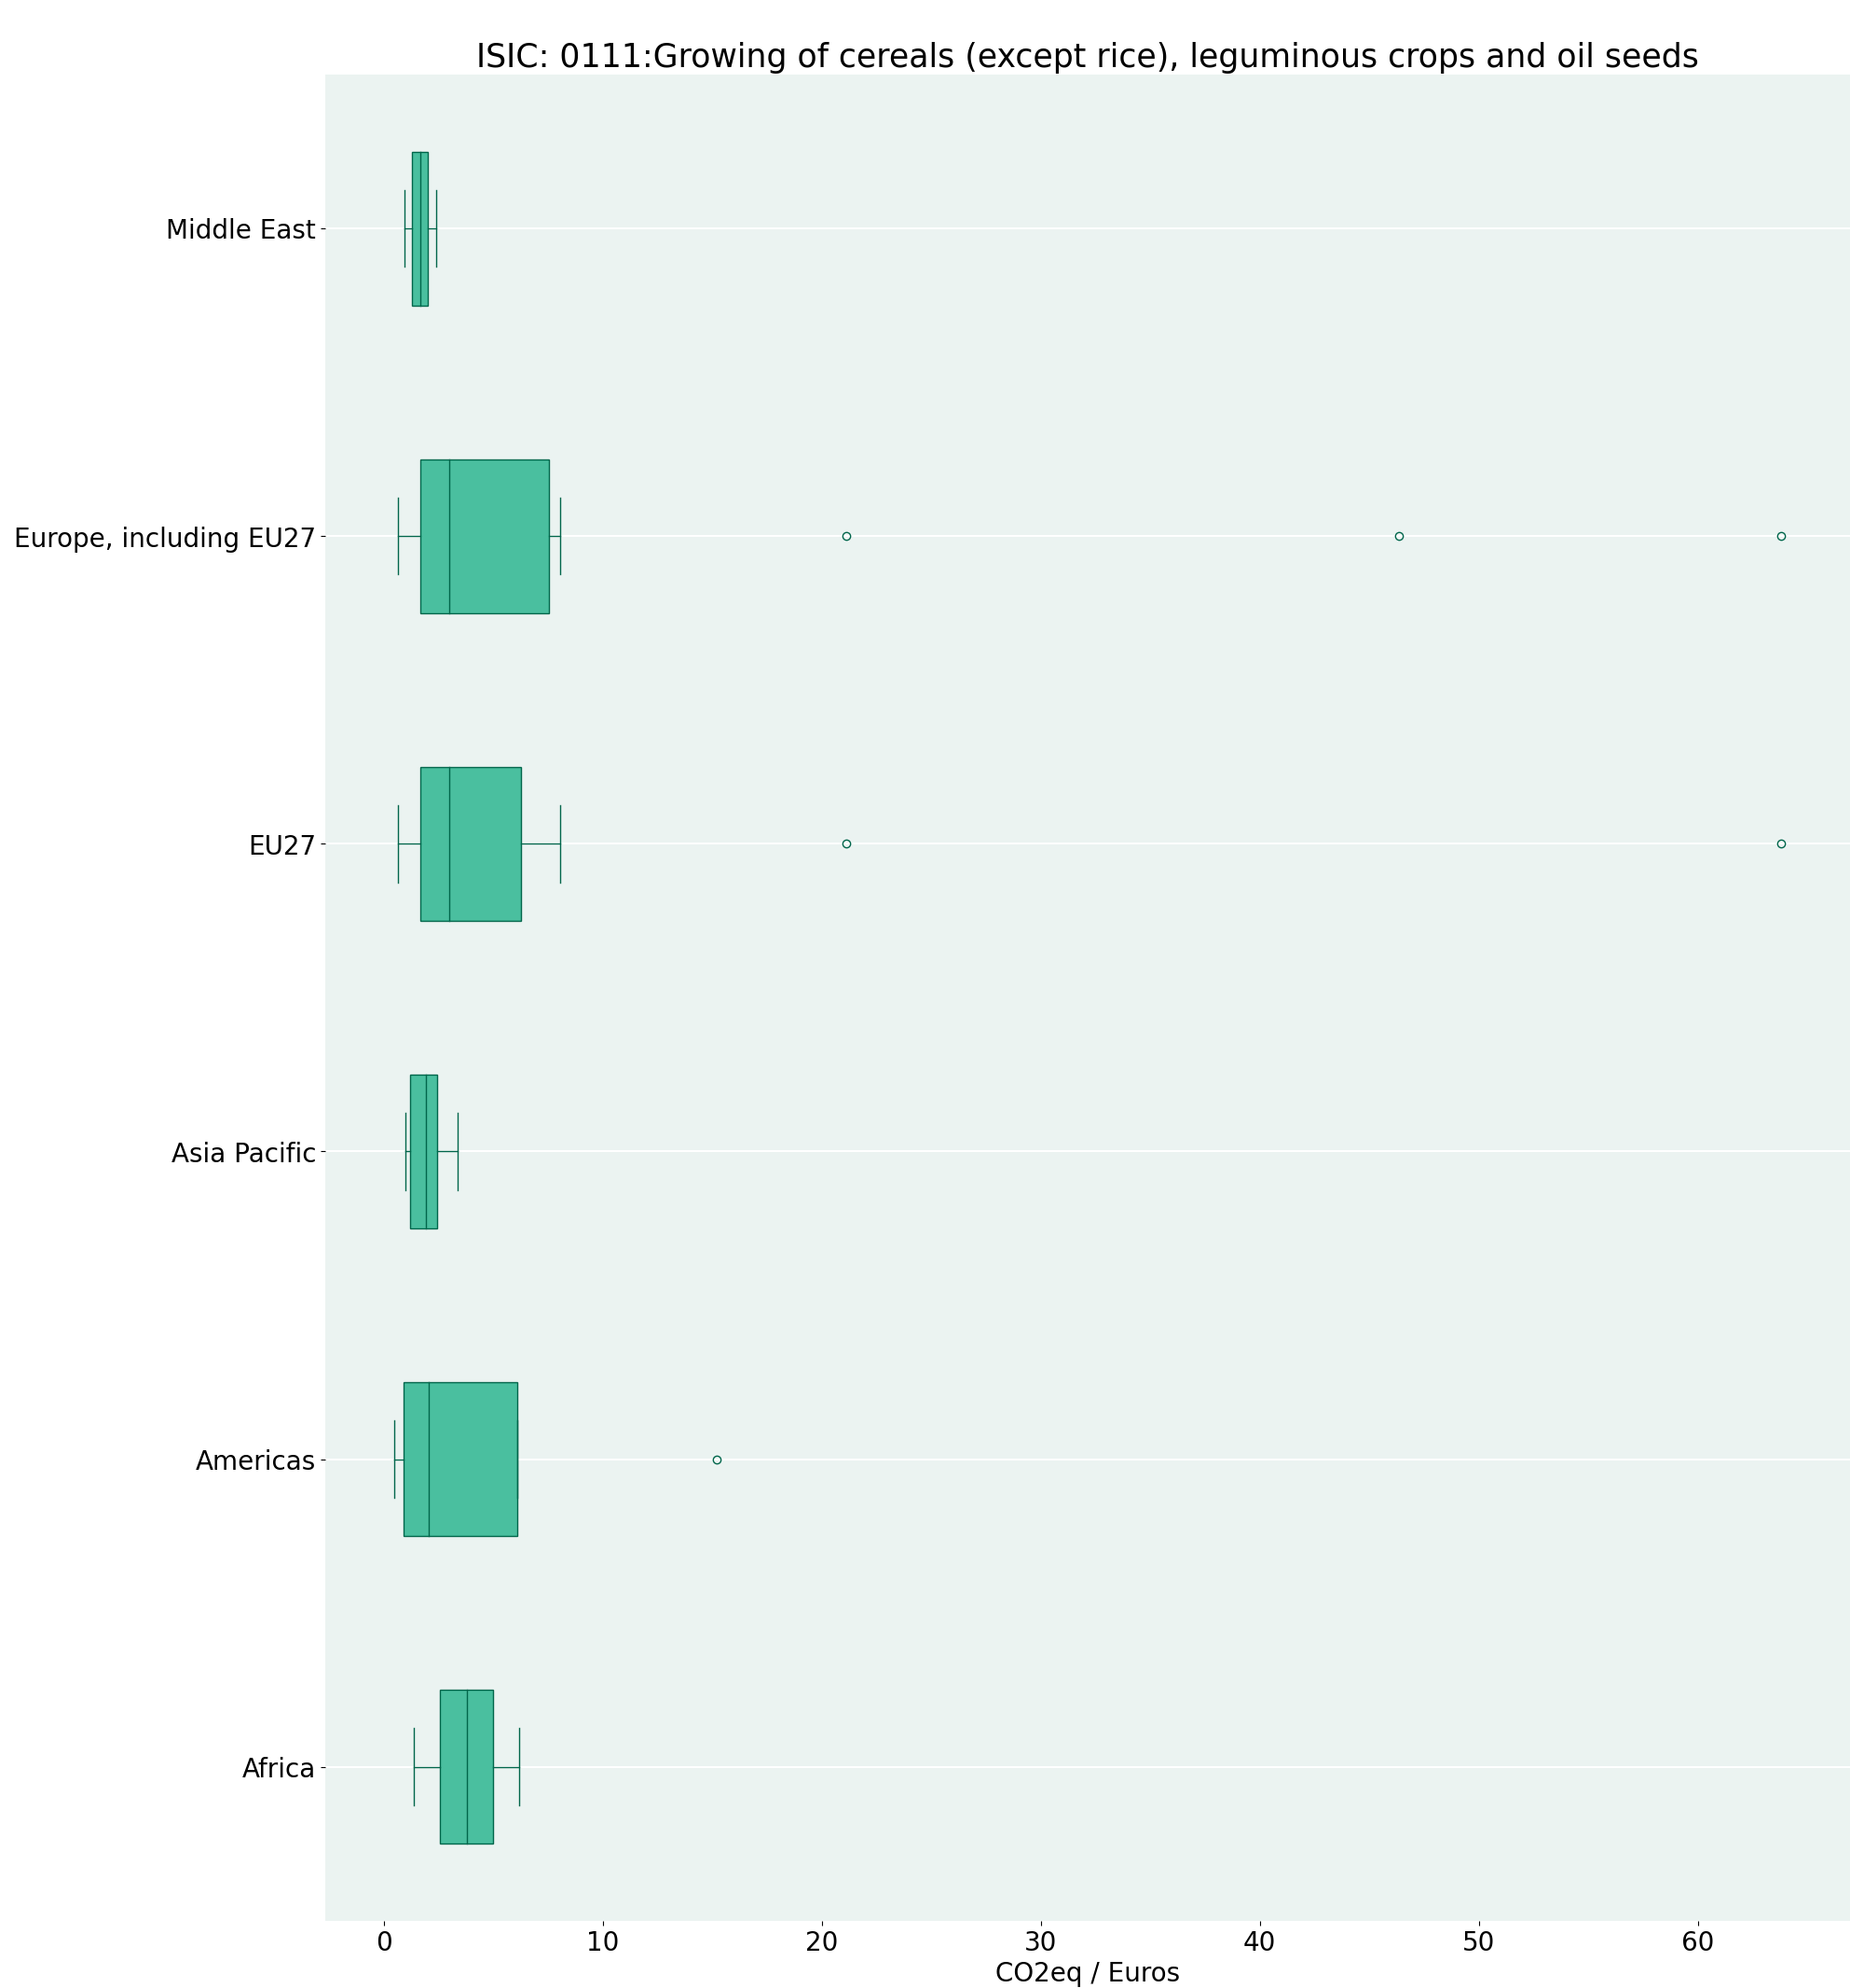 ISIC: 0111:Growing of cereals (except rice), leguminous crops and oil seeds
Middle East
Europe, including EU27
EU27
Asia Pacific
Americas
Africa
0 10 20 30 40 50 60
CO2eq / Euros